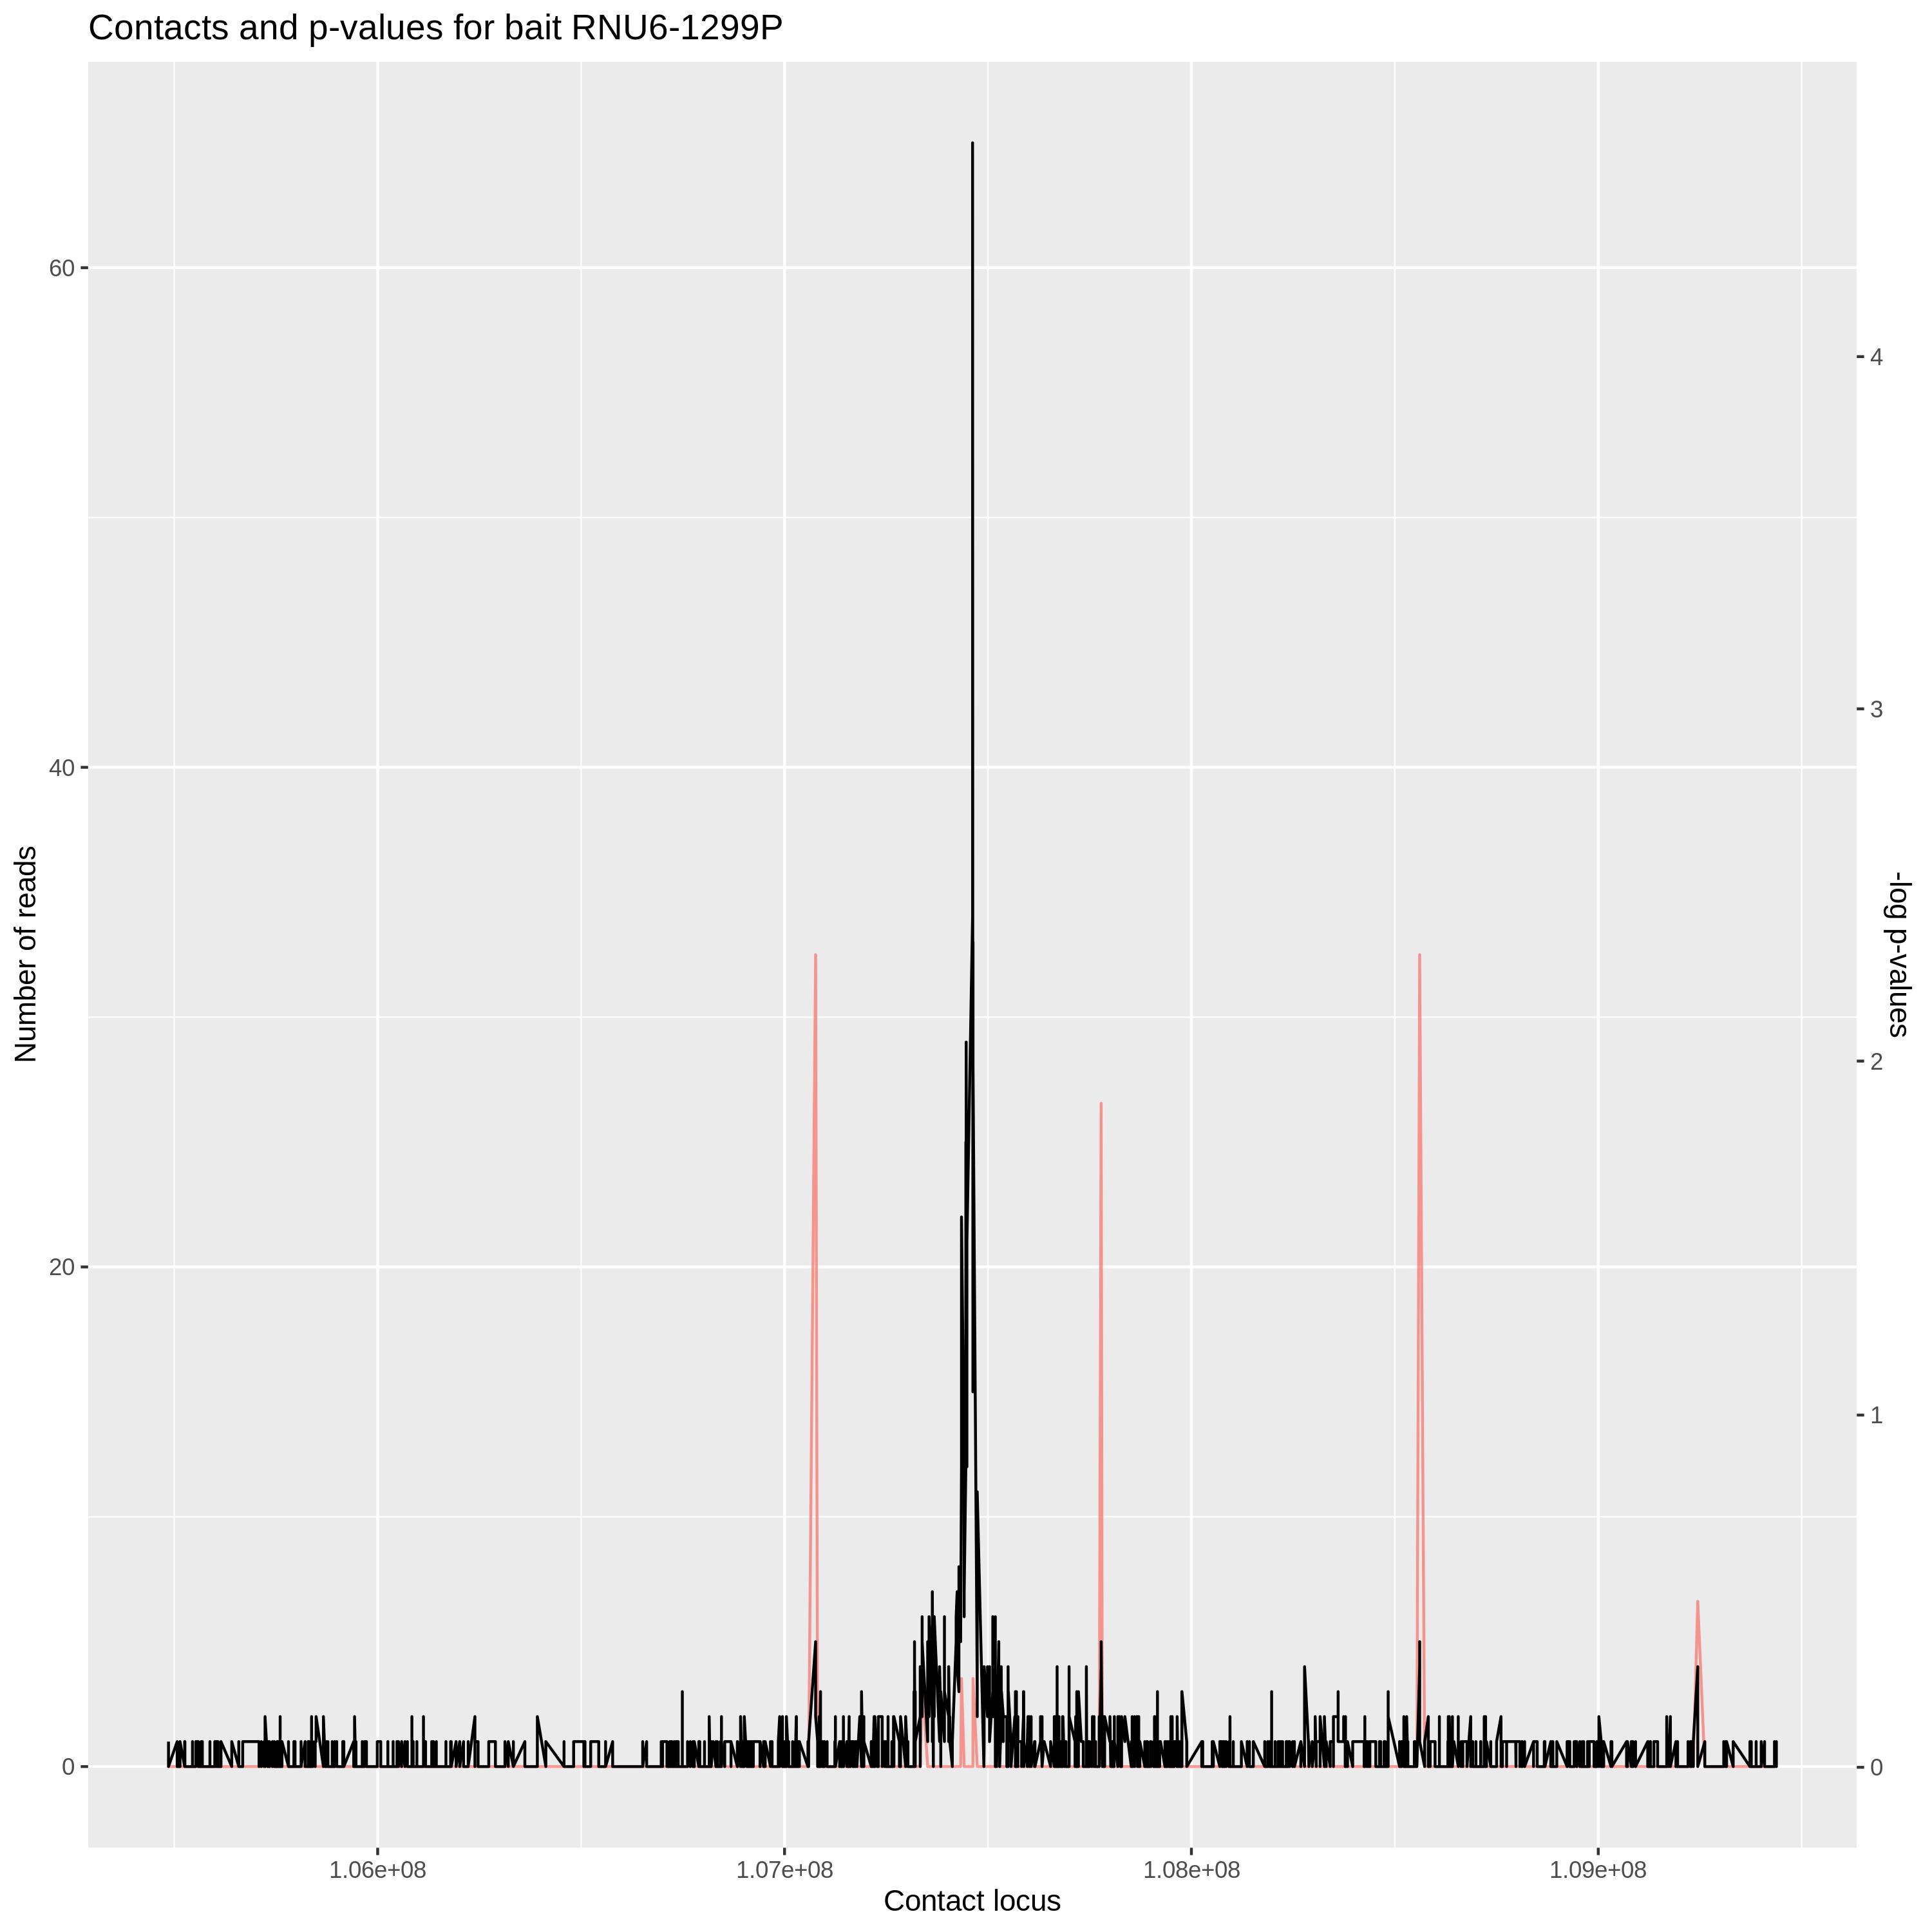 Contacts and p-values for bait RNU6-1299P
60
40
20
0
Number of reads
4
3
2
1
0
-log p-values
1.06e+08 1.07e+08 1.08e+08 1.09e+08
Contact locus